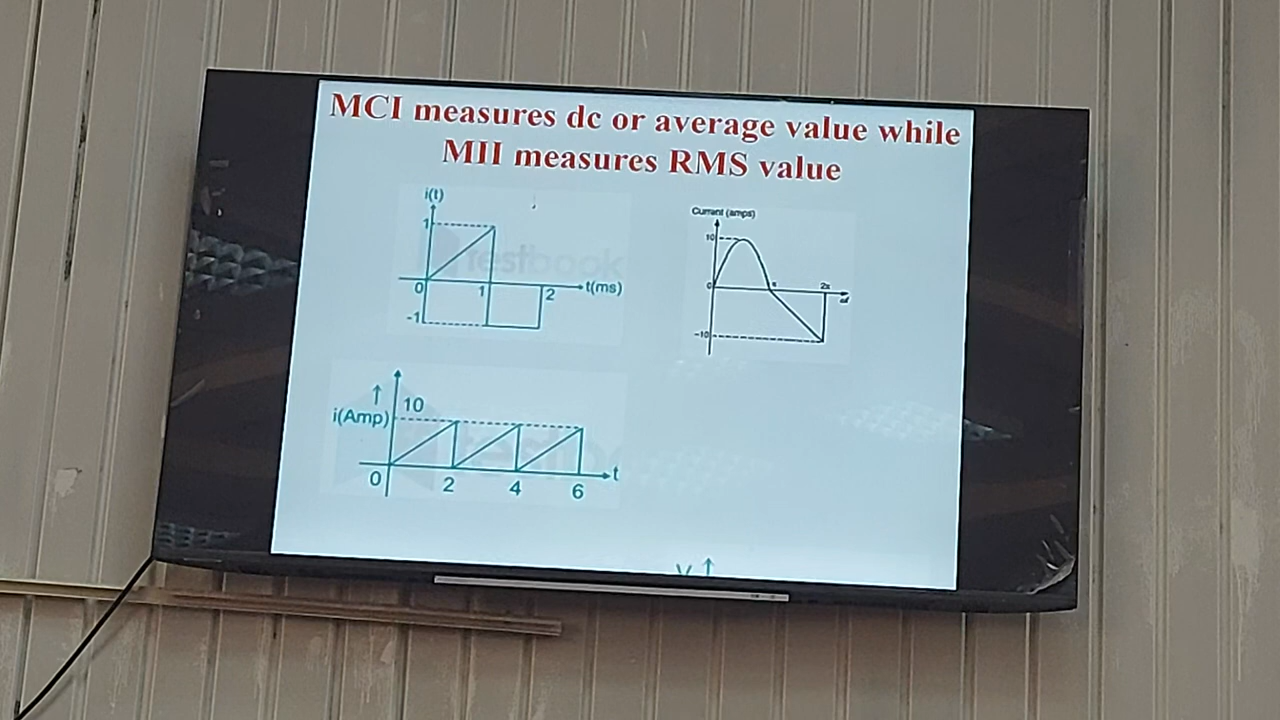 MCI measures dc or average value while
MII measures RMS value
i(t)
1
testbook
0
1
2
t(ms)
-1
Current (amps)
10
0
π
2π
-10
i(Amp)
10
0
2
4
6
t
V